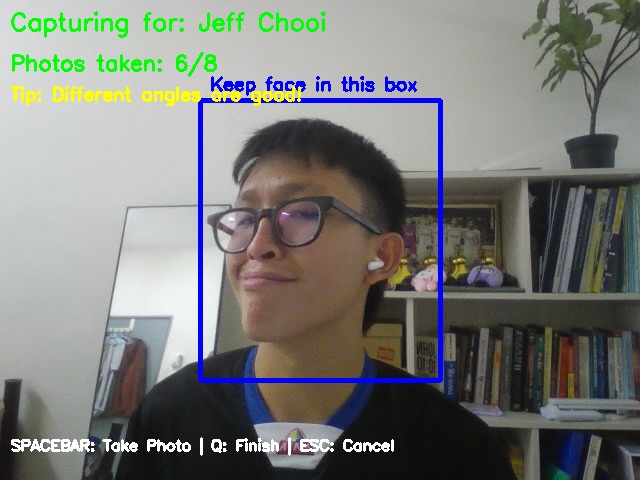 Capturing for: Jeff Chooi
Photos taken: 6/8
Keep face in this box
Tip: Different angles are good!
SPACEBAR: Take Photo | Q: Finish | ESC: Cancel